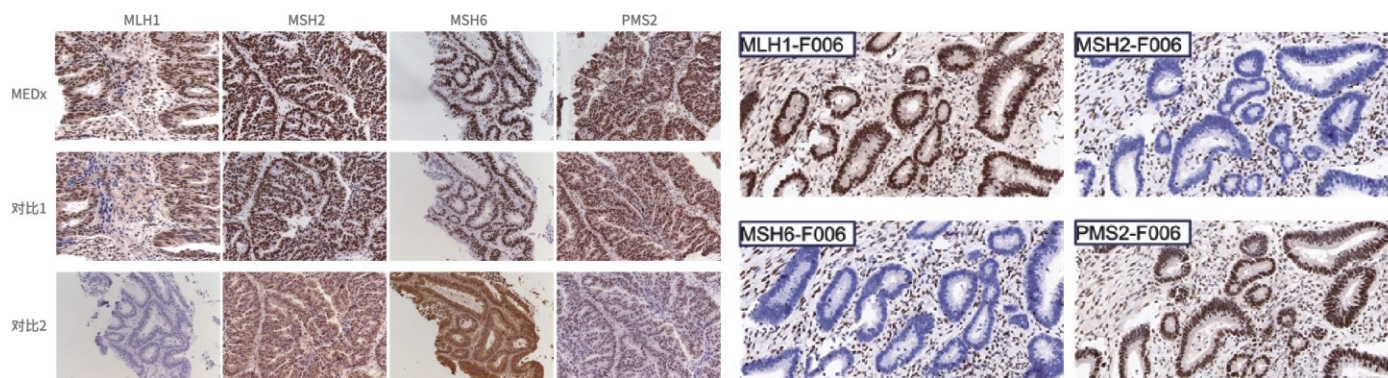 MLH1 MSH2 MSH6 PMS2
MEDx
对比1
对比2
MLH1-F006 MSH2-F006
MSH6-F006 PMS2-F006